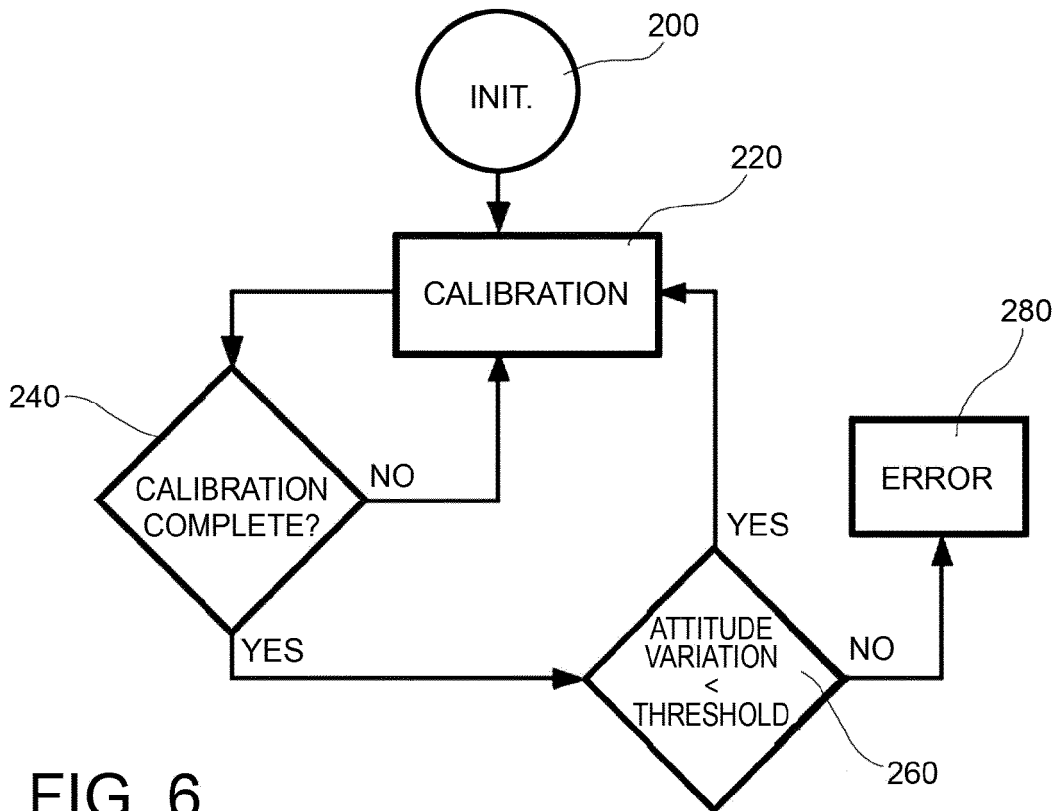 200
INIT.
220
CALIBRATION
280
240
ERROR
NO
CALIBRATION
COMPLETE?
YES
YES
ATTITUDE
VARIATION
<
THRESHOLD
NO
260
FIG. 6